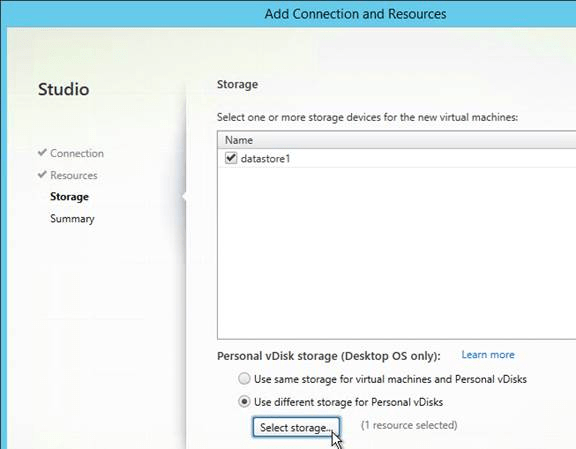 Add Connection and Resources
Studio
Connection
Resources
Storage
Summary
Storage
Select one or more storage devices for the new virtual machines:
Name
datastore1
Personal vDisk storage (Desktop OS only): Learn more
Use same storage for virtual machines and Personal vDisks
Use different storage for Personal vDisks
Select storage... (1 resource selected)